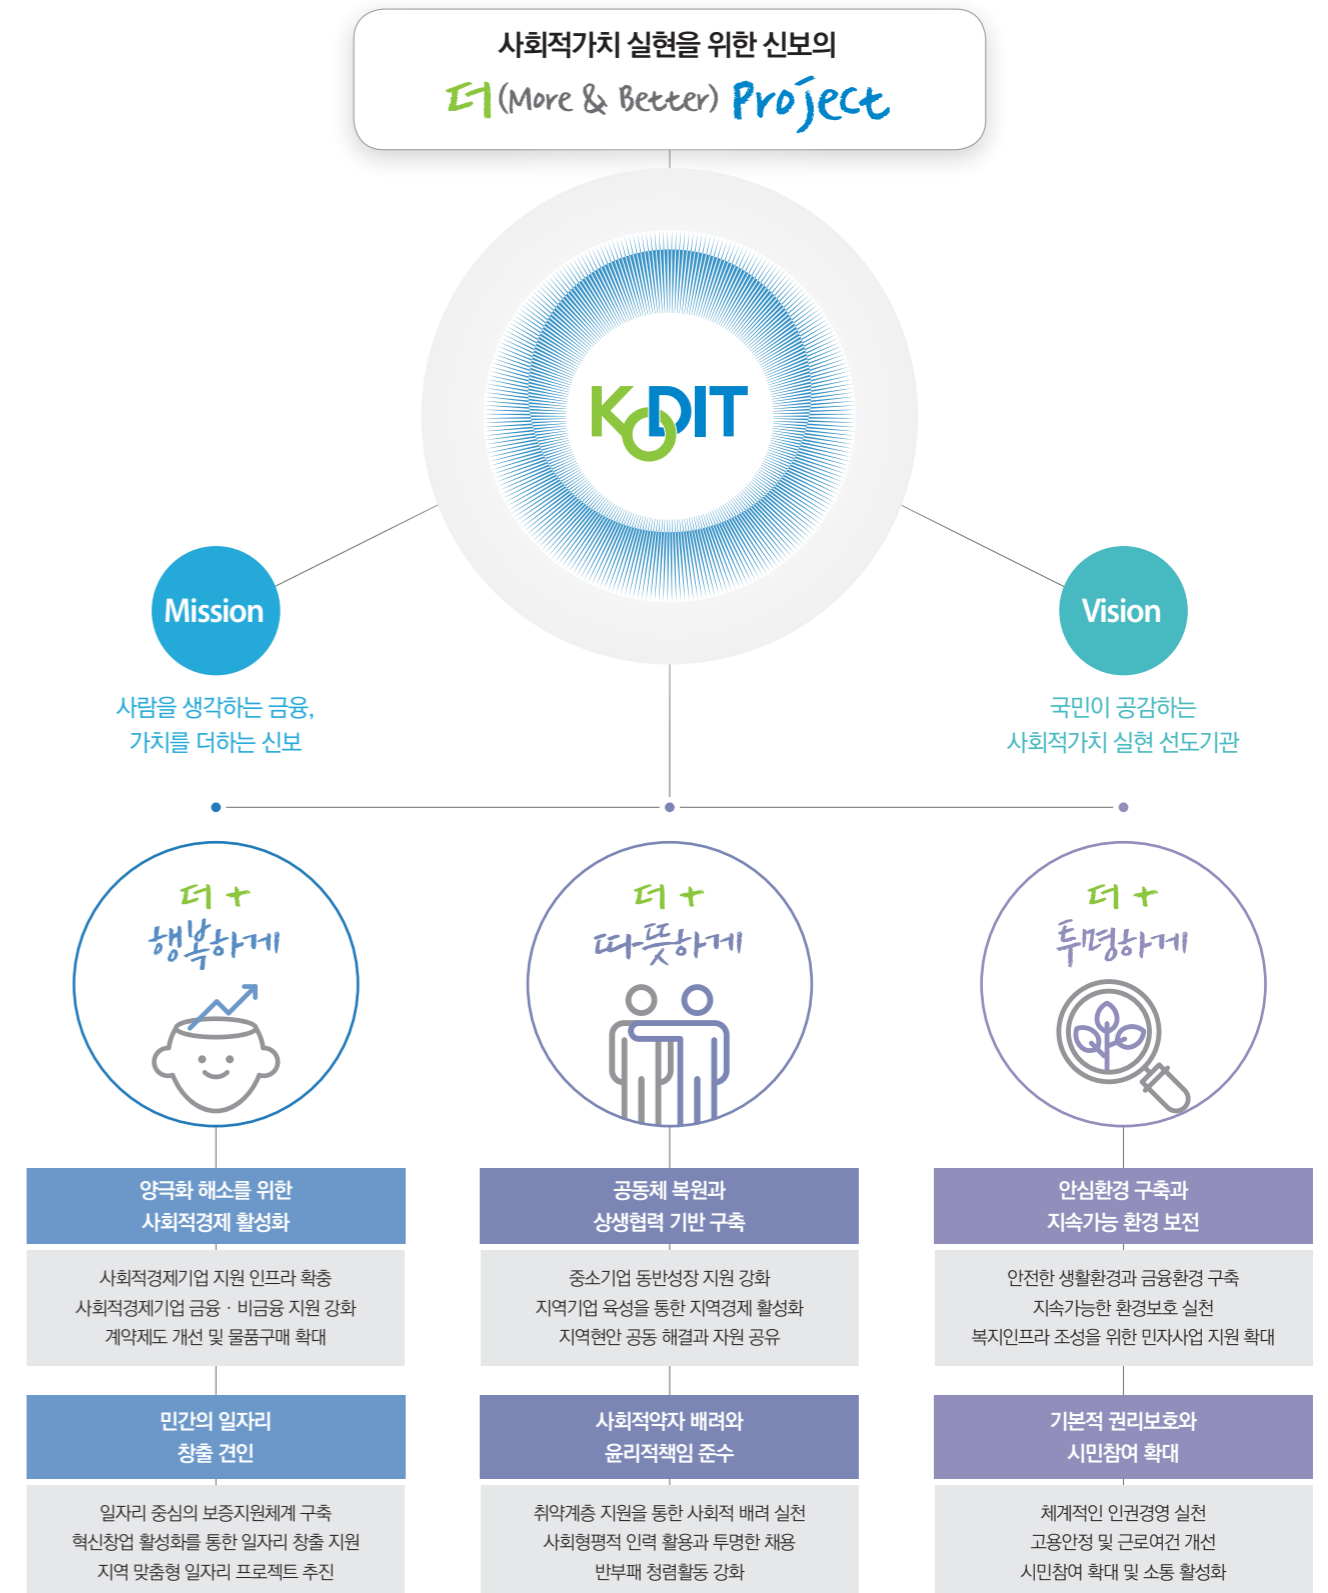 사회적가치 실현을 위한 신보의
더(More & Better) Project
KODIT
Mission
사람을 생각하는 금융,
가치를 더하는 신보
Vision
국민이 공감하는
사회적가치 실현 선도기관
더 +
행복하게
양극화 해소를 위한
사회적경제 활성화
사회적경제기업 지원 인프라 확충
사회적경제기업 금융 · 비금융 지원 강화
계약제도 개선 및 물품구매 확대
민간의 일자리
창출 견인
일자리 중심의 보증지원체계 구축
혁신창업 활성화를 통한 일자리 창출 지원
지역 맞춤형 일자리 프로젝트 추진
더 +
따뜻하게
공동체 복원과
상생협력 기반 구축
중소기업 동반성장 지원 강화
지역기업 육성을 통한 지역경제 활성화
지역현안 공동 해결과 자원 공유
사회적약자 배려와
윤리적책임 준수
취약계층 지원을 통한 사회적 배려 실천
사회형평적 인력 활용과 투명한 채용
반부패 청렴활동 강화
더 +
투명하게
안심환경 구축과
지속가능 환경 보전
안전한 생활환경과 금융환경 구축
지속가능한 환경보호 실천
복지인프라 조성을 위한 민자사업 지원 확대
기본적 권리보호와
시민참여 확대
체계적인 인권경영 실천
고용안정 및 근로여건 개선
시민참여 확대 및 소통 활성화